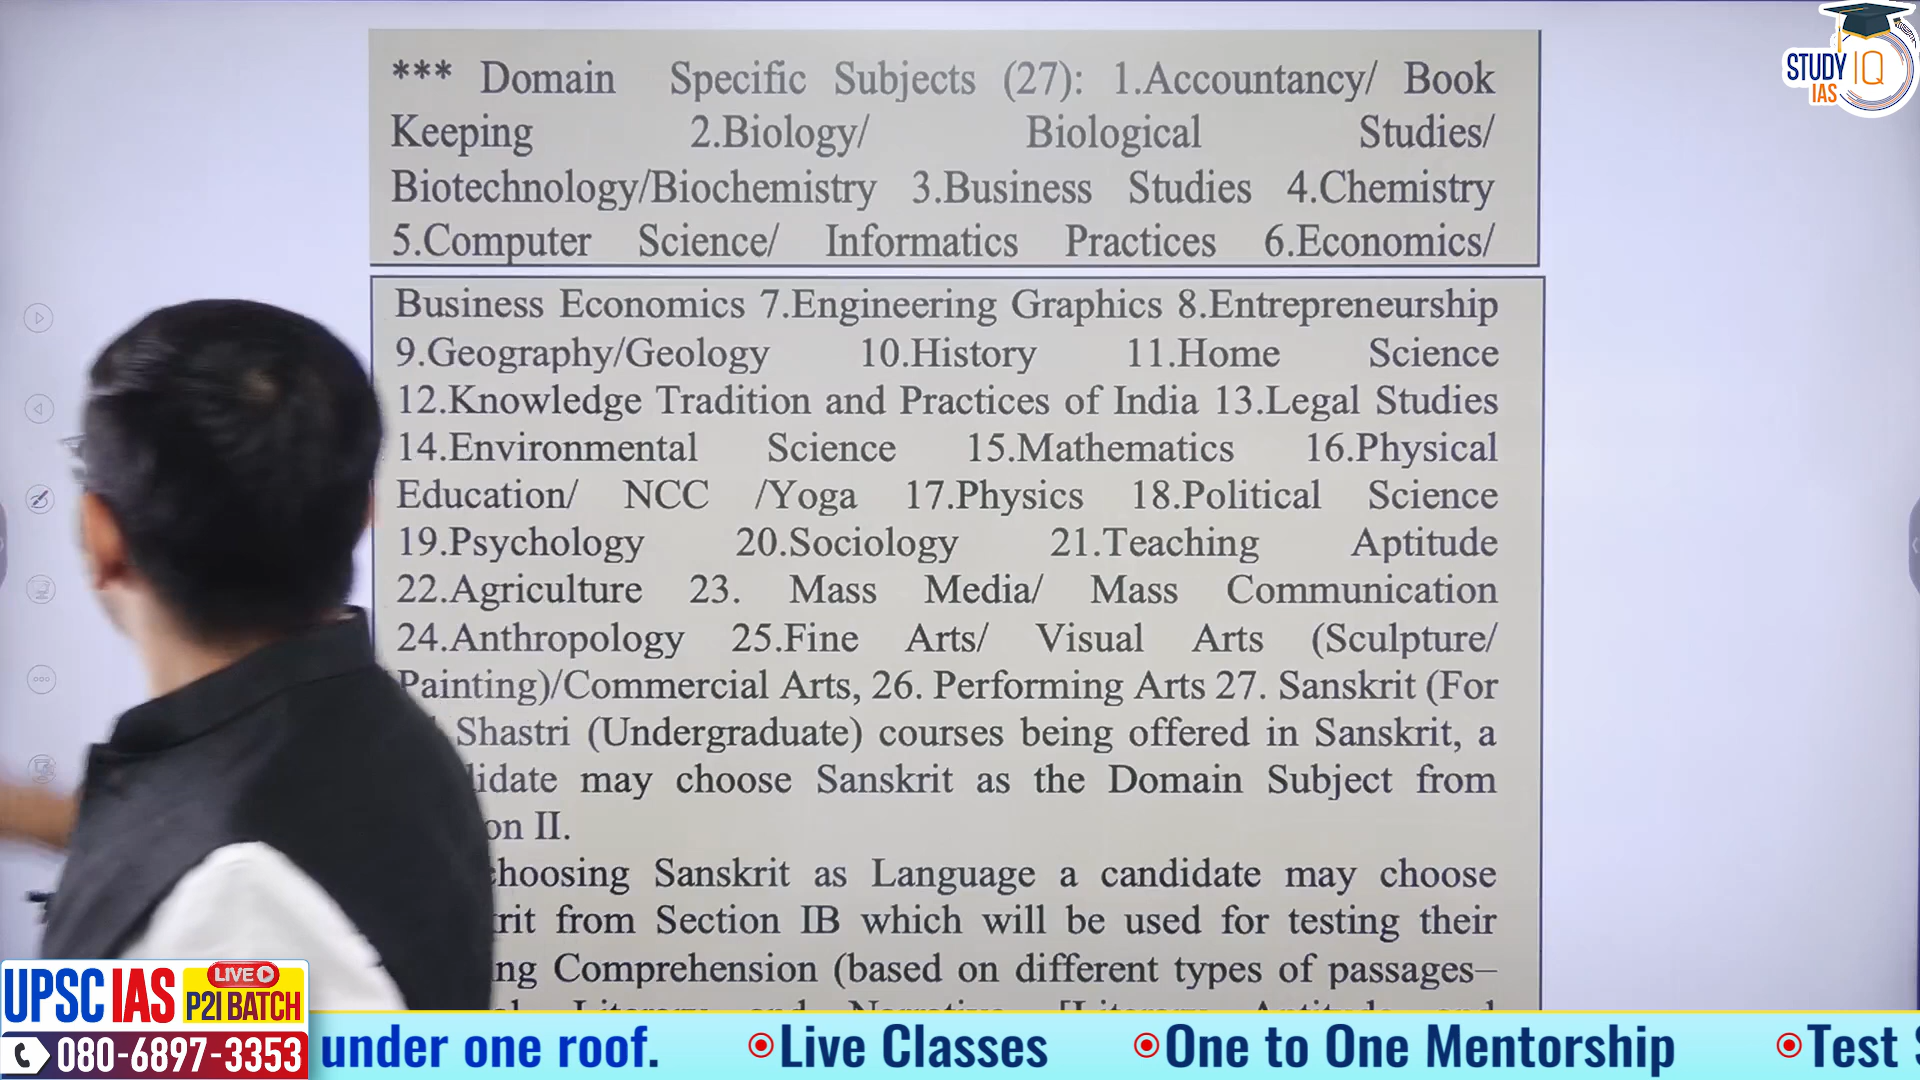 *** Domain Specific Subjects (27): 1.Accountancy/ Book
Keeping 2.Biology/ Biological Studies/
Biotechnology/Biochemistry 3.Business Studies 4.Chemistry
5.Computer Science/ Informatics Practices 6.Economics/
Business Economics 7.Engineering Graphics 8.Entrepreneurship
9.Geography/Geology 10.History 11.Home Science
12.Knowledge Tradition and Practices of India 13.Legal Studies
14.Environmental Science 15.Mathematics 16.Physical
Education/ NCC /Yoga 17.Physics 18.Political Science
19.Psychology 20.Sociology 21.Teaching Aptitude
22.Agriculture 23. Mass Media/ Mass Communication
24.Anthropology 25.Fine Arts/ Visual Arts (Sculpture/
Painting)/Commercial Arts, 26. Performing Arts 27. Sanskrit (For
Shastri (Undergraduate) courses being offered in Sanskrit, a
may choose Sanskrit as the Domain Subject from
II.
Sanskrit as Language a candidate may choose
from Section IB which will be used for testing their
Comprehension (based on different types of passages–
STUDY IQ
IAS
UPSC IAS LIVE P2I BATCH
080-6897-3353
under one roof. Live Classes One to One Mentorship Test